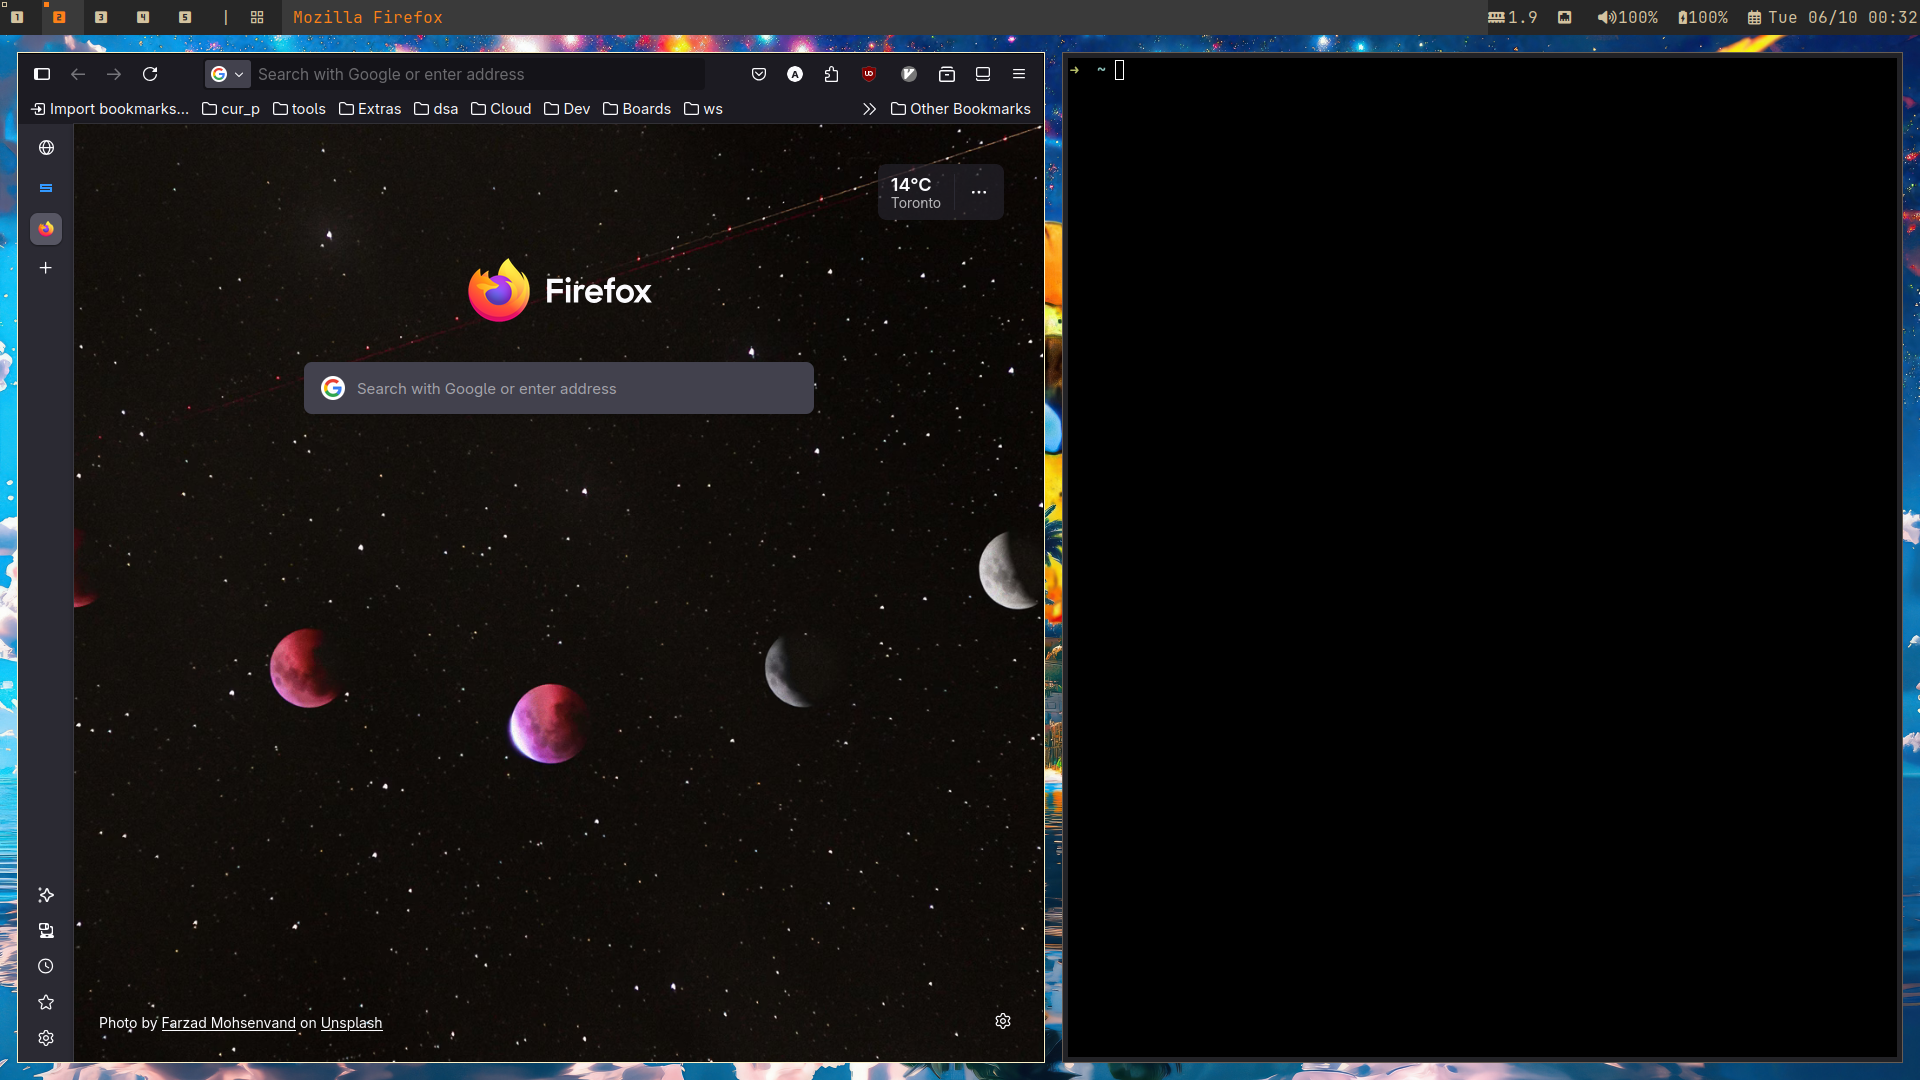 1 2 3 4 5 | Mozilla Firefox 1.9 100% 100% Tue 06/10 00:32
Search with Google or enter address
Import bookmarks... cur_p tools Extras dsa Cloud Dev Boards ws Other Bookmarks
14°C
Toronto
Firefox
Search with Google or enter address
Photo by Farzad Mohsenvand on Unsplash
➜ ~